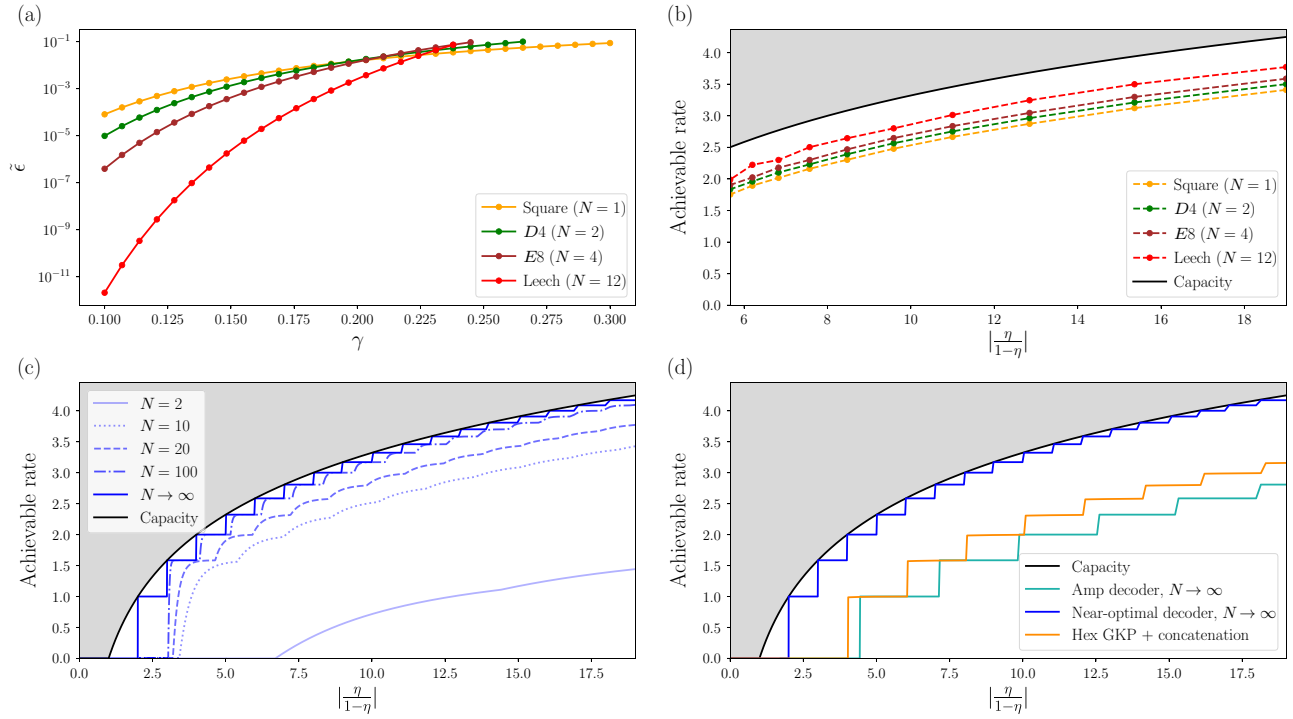 (a)
10⁻¹
10⁻³
10⁻⁵
10⁻⁷
10⁻⁹
10⁻¹¹
ϵ̃
Square (N = 1)
D4 (N = 2)
E8 (N = 4)
Leech (N = 12)
0.100 0.125 0.150 0.175 0.200 0.225 0.250 0.275 0.300
γ
(b)
4.0
3.5
3.0
2.5
2.0
1.5
1.0
0.5
0.0
Achievable rate
Square (N = 1)
D4 (N = 2)
E8 (N = 4)
Leech (N = 12)
Capacity
6 8 10 12 14 16 18
|η/(1−η)|
(c)
4.0
3.5
3.0
2.5
2.0
1.5
1.0
0.5
0.0
Achievable rate
N = 2
N = 10
N = 20
N = 100
N → ∞
Capacity
0.0 2.5 5.0 7.5 10.0 12.5 15.0 17.5
|η/(1−η)|
(d)
4.0
3.5
3.0
2.5
2.0
1.5
1.0
0.5
0.0
Achievable rate
Capacity
Amp decoder, N → ∞
Near-optimal decoder, N → ∞
Hex GKP + concatenation
0.0 2.5 5.0 7.5 10.0 12.5 15.0 17.5
|η/(1−η)|